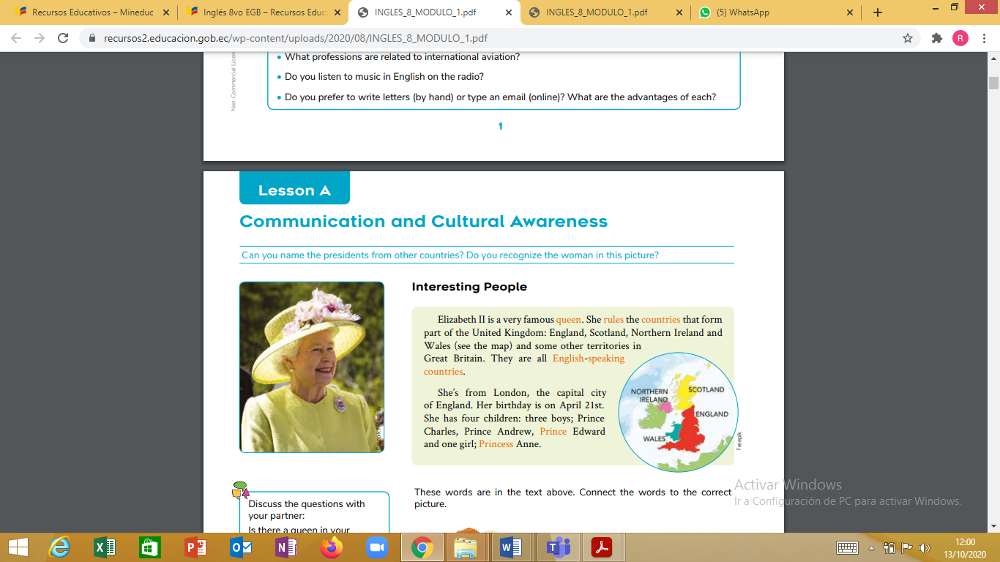 Recursos Educativos – Mineduc
Inglés 8vo EGB – Recursos Educ
INGLES_8_MODULO_1.pdf
INGLES_8_MODULO_1.pdf
(5) WhatsApp
recursos2.educacion.gob.ec/wp-content/uploads/2020/08/INGLES_8_MODULO_1.pdf
R
Non-Commercial Licen
• What professions are related to international aviation?
• Do you listen to music in English on the radio?
• Do you prefer to write letters (by hand) or type an email (online)? What are the advantages of each?
1
Lesson A
Communication and Cultural Awareness
Can you name the presidents from other countries? Do you recognize the woman in this picture?
Interesting People
Elizabeth II is a very famous queen. She rules the countries that form
part of the United Kingdom: England, Scotland, Northern Ireland and
Wales (see the map) and some other territories in
Great Britain. They are all English-speaking
countries.
She's from London, the capital city
of England. Her birthday is on April 21st.
She has four children: three boys; Prince
Charles, Prince Andrew, Prince Edward
and one girl; Princess Anne.
NORTHERN
IRELAND
SCOTLAND
ENGLAND
WALES
Freepik
Discuss the questions with
your partner:
Is there a queen in your
These words are in the text above. Connect the words to the correct
picture.
Activar Windows
Ir a Configuración de PC para activar Windows.
12:00
13/10/2020